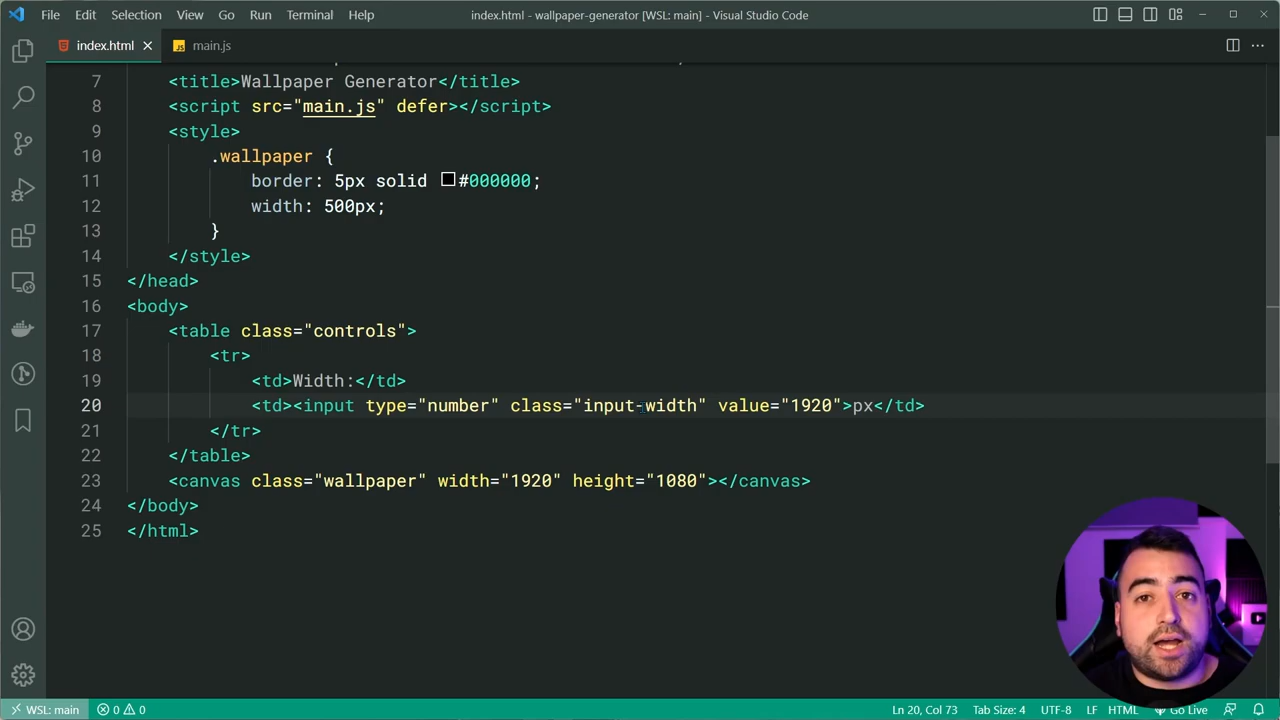 File Edit Selection View Go Run Terminal Help
index.html - wallpaper-generator [WSL: main] - Visual Studio Code
index.html
JS main.js
7 <title>Wallpaper Generator</title>
8 <script src="main.js" defer></script>
9 <style>
10 .wallpaper {
11 border: 5px solid #000000;
12 width: 500px;
13 }
14 </style>
15 </head>
16 <body>
17 <table class="controls">
18 <tr>
19 <td>Width:</td>
20 <td><input type="number" class="input-width" value="1920">px</td>
21 </tr>
22 </table>
23 <canvas class="wallpaper" width="1920" height="1080"></canvas>
24 </body>
25 </html>
WSL: main 0 0 Ln 20, Col 73 Tab Size: 4 UTF-8 LF HTML Go Live